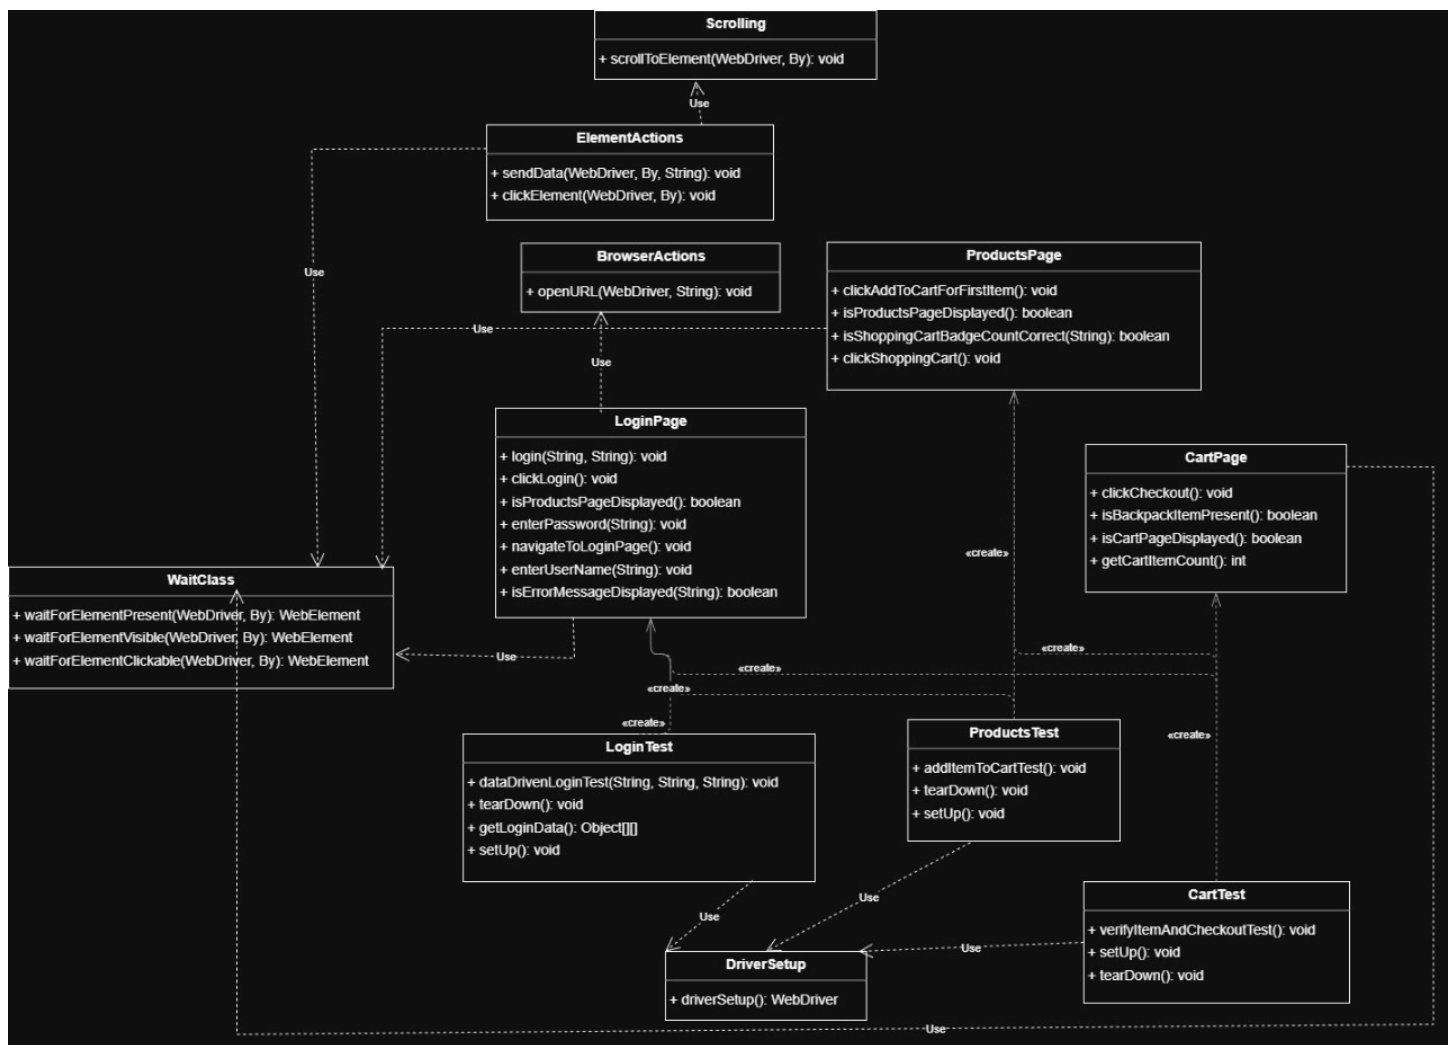 Scrolling
+ scrollToElement(WebDriver, By): void
Use
ElementActions
+ sendData(WebDriver, By, String): void
+ clickElement(WebDriver, By): void
Use
BrowserActions
+ openURL(WebDriver, String): void
ProductsPage
+ clickAddToCartForFirstItem(): void
+ isProductsPageDisplayed(): boolean
+ isShoppingCartBadgeCountCorrect(String): boolean
+ clickShoppingCart(): void
Use
Use
LoginPage
+ login(String, String): void
+ clickLogin(): void
+ isProductsPageDisplayed(): boolean
+ enterPassword(String): void
+ navigateToLoginPage(): void
+ enterUserName(String): void
+ isErrorMessageDisplayed(String): boolean
CartPage
+ clickCheckout(): void
+ isBackpackItemPresent(): boolean
+ isCartPageDisplayed(): boolean
+ getCartItemCount(): int
«create»
WaitClass
+ waitForElementPresent(WebDriver, By): WebElement
+ waitForElementVisible(WebDriver, By): WebElement
+ waitForElementClickable(WebDriver, By): WebElement
Use
«create»
«create»
«create»
«create»
«create»
LoginTest
+ dataDrivenLoginTest(String, String, String): void
+ tearDown(): void
+ getLoginData(): Object[][]
+ setUp(): void
ProductsTest
+ addItemToCartTest(): void
+ tearDown(): void
+ setUp(): void
Use
Use
CartTest
+ verifyItemAndCheckoutTest(): void
+ setUp(): void
+ tearDown(): void
Use
DriverSetup
+ driverSetup(): WebDriver
Use